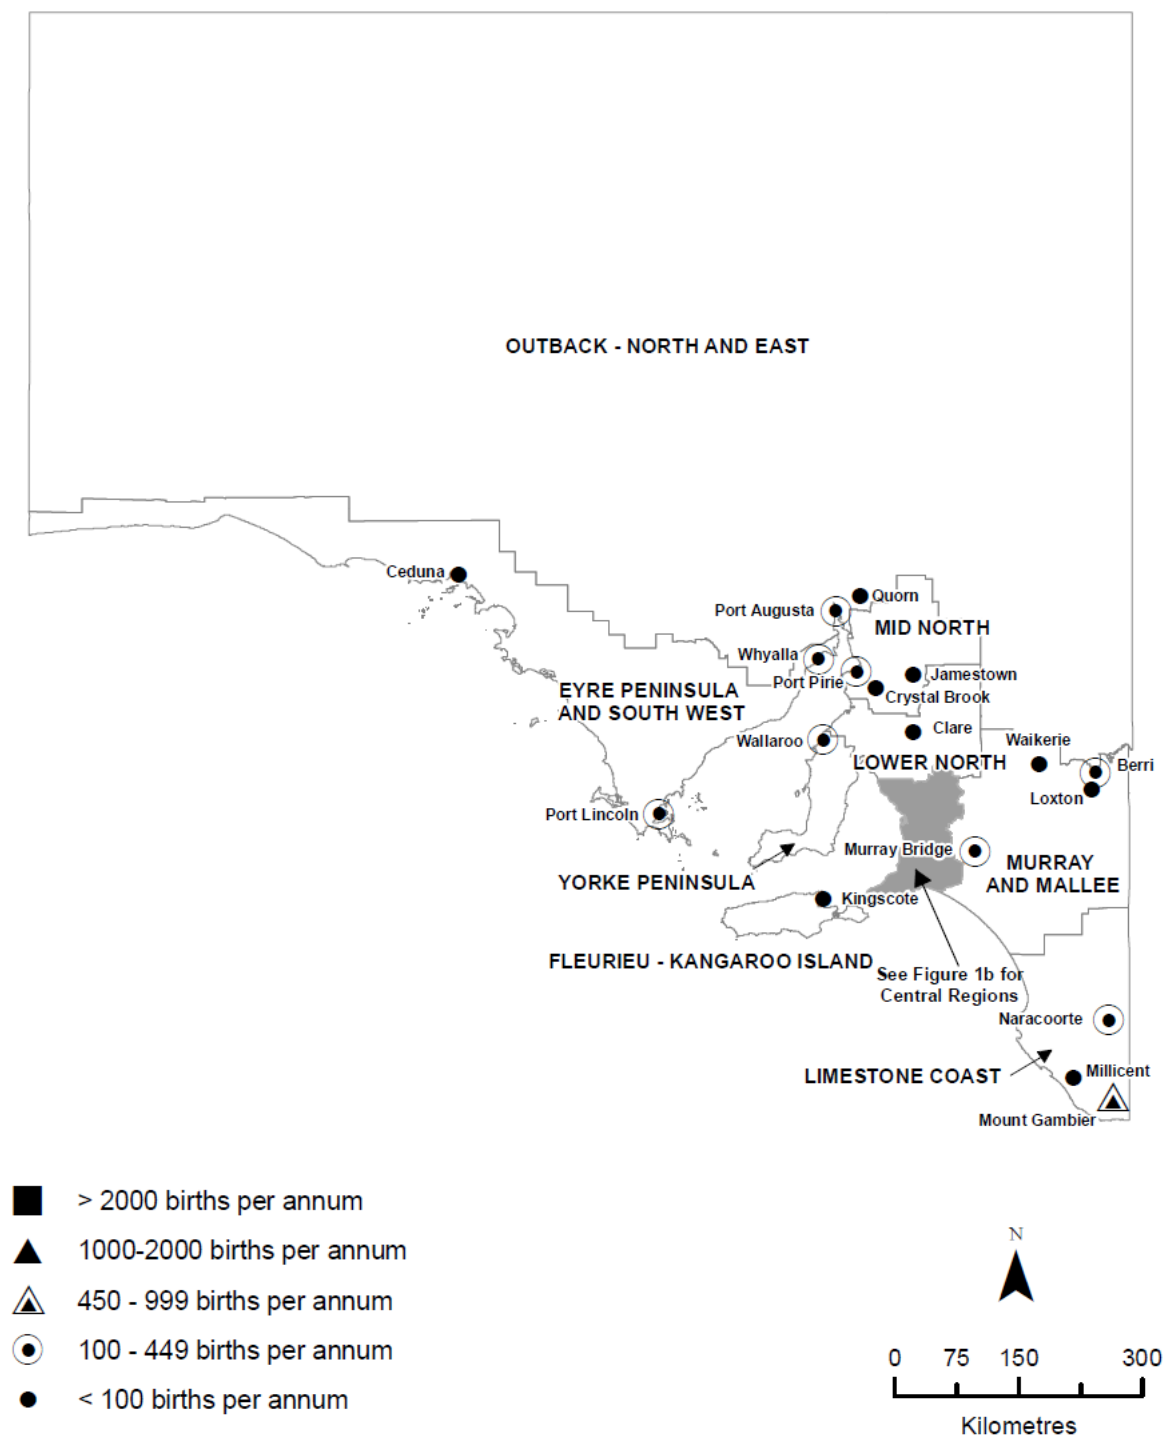 OUTBACK - NORTH AND EAST
Ceduna
Quorn
Port Augusta
MID NORTH
Whyalla
Port Pirie
Jamestown
Crystal Brook
EYRE PENINSULA
AND SOUTH WEST
Clare
Wallaroo
Waikerie
LOWER NORTH
Berri
Loxton
Port Lincoln
Murray Bridge
MURRAY
AND MALLEE
YORKE PENINSULA
Kingscote
FLEURIEU - KANGAROO ISLAND
See Figure 1b for
Central Regions
Naracoorte
LIMESTONE COAST
Millicent
Mount Gambier
> 2000 births per annum
1000-2000 births per annum
450 - 999 births per annum
100 - 449 births per annum
< 100 births per annum
N
0 75 150 300
Kilometres